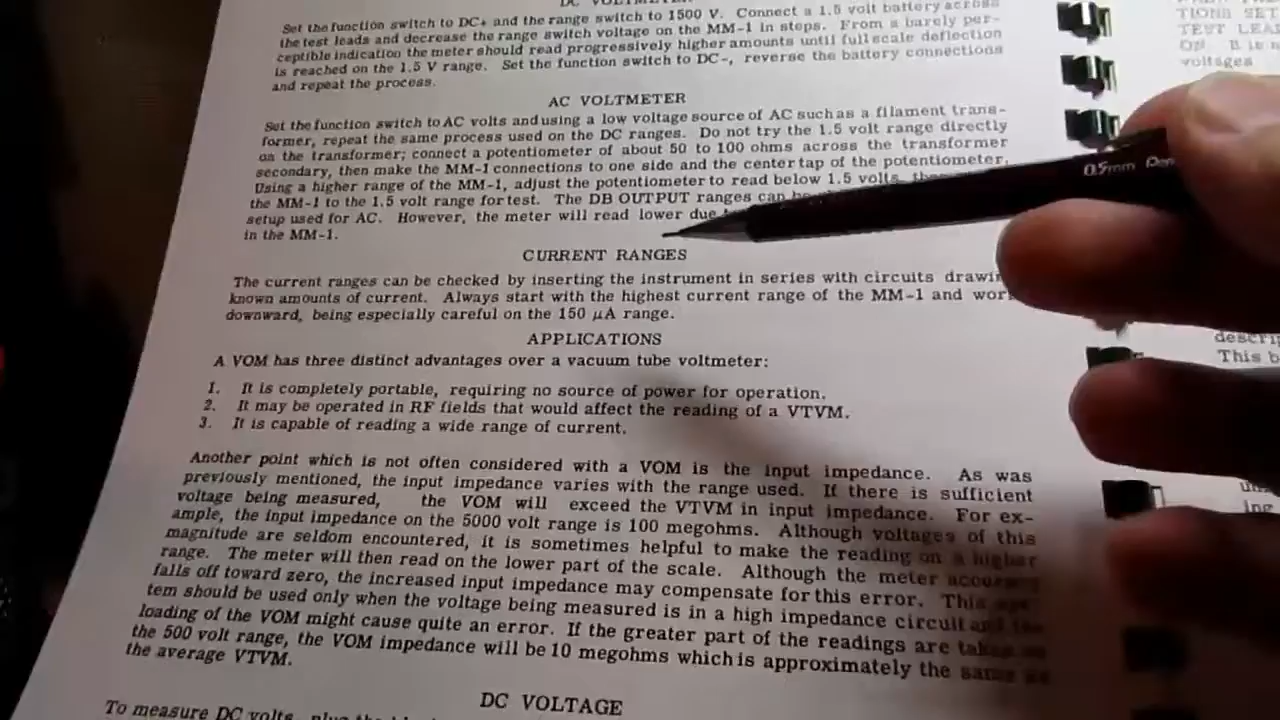 DC VOLTMETER
Set the function switch to DC+ and the range switch to 1500 V. Connect a 1.5 volt battery across
the test leads and decrease the range switch voltage on the MM-1 in steps. From a barely per-
ceptible indication the meter should read progressively higher amounts until full scale deflection
is reached on the 1.5 V range. Set the function switch to DC-, reverse the battery connections
and repeat the process.
AC VOLTMETER
Set the function switch to AC volts and using a low voltage source of AC such as a filament trans-
former, repeat the same process used on the DC ranges. Do not try the 1.5 volt range directly
on the transformer; connect a potentiometer of about 50 to 100 ohms across the transformer
secondary, then make the MM-1 connections to one side and the center tap of the potentiometer.
Using a higher range of the MM-1, adjust the potentiometer to read below 1.5 volts,
the MM-1 to the 1.5 volt range for test. The DB OUTPUT ranges can
setup used for AC. However, the meter will read lower due
in the MM-1.
CURRENT RANGES
The current ranges can be checked by inserting the instrument in series with circuits
known amounts of current. Always start with the highest current range of the MM-1 and
downward, being especially careful on the 150 μA range.
APPLICATIONS
A VOM has three distinct advantages over a vacuum tube voltmeter:
1. It is completely portable, requiring no source of power for operation.
2. It may be operated in RF fields that would affect the reading of a VTVM.
3. It is capable of reading a wide range of current.
Another point which is not often considered with a VOM is the input impedance. As was
previously mentioned, the input impedance varies with the range used. If there is sufficient
voltage being measured, the VOM will exceed the VTVM in input impedance. For ex-
ample, the input impedance on the 5000 volt range is 100 megohms. Although voltages of this
magnitude are seldom encountered, it is sometimes helpful to make the reading on a higher
range. The meter will then read on the lower part of the scale. Although the meter accuracy
falls off toward zero, the increased input impedance may compensate for this error. This
tem should be used only when the voltage being measured is in a high impedance circuit and the
loading of the VOM might cause quite an error. If the greater part of the readings are taken on
the 500 volt range, the VOM impedance will be 10 megohms which is approximately the same as
the average VTVM.
DC VOLTAGE
To measure DC volts, plug the
TIONS SET
TEST LEA
ON. It is
voltages
This b
0.5mm